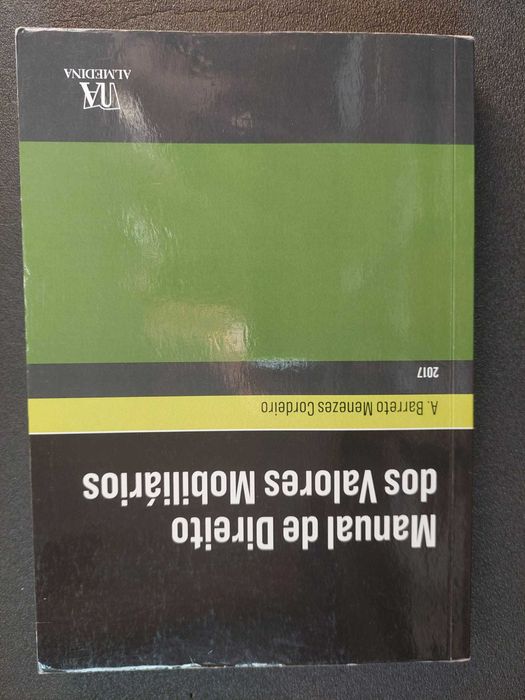 Manual de Direito
dos Valores Mobiliários
A. Barreto Menezes Cordeiro
2017
ALMEDINA